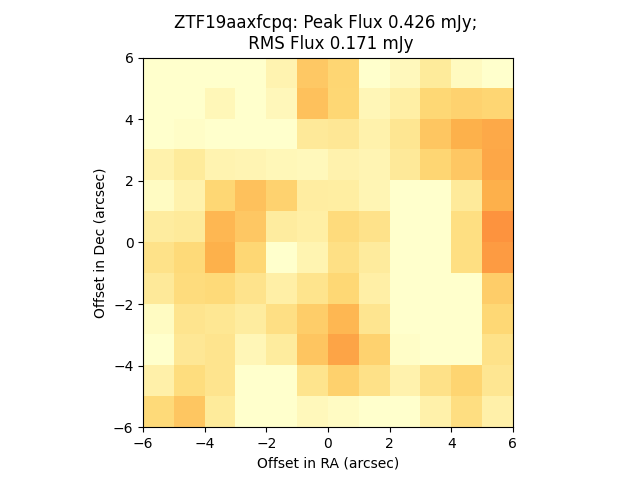 ZTF19aaxfcpq: Peak Flux 0.426 mJy;
RMS Flux 0.171 mJy
6
4
2
0
−2
−4
−6
Offset in Dec (arcsec)
−6 −4 −2 0 2 4 6
Offset in RA (arcsec)